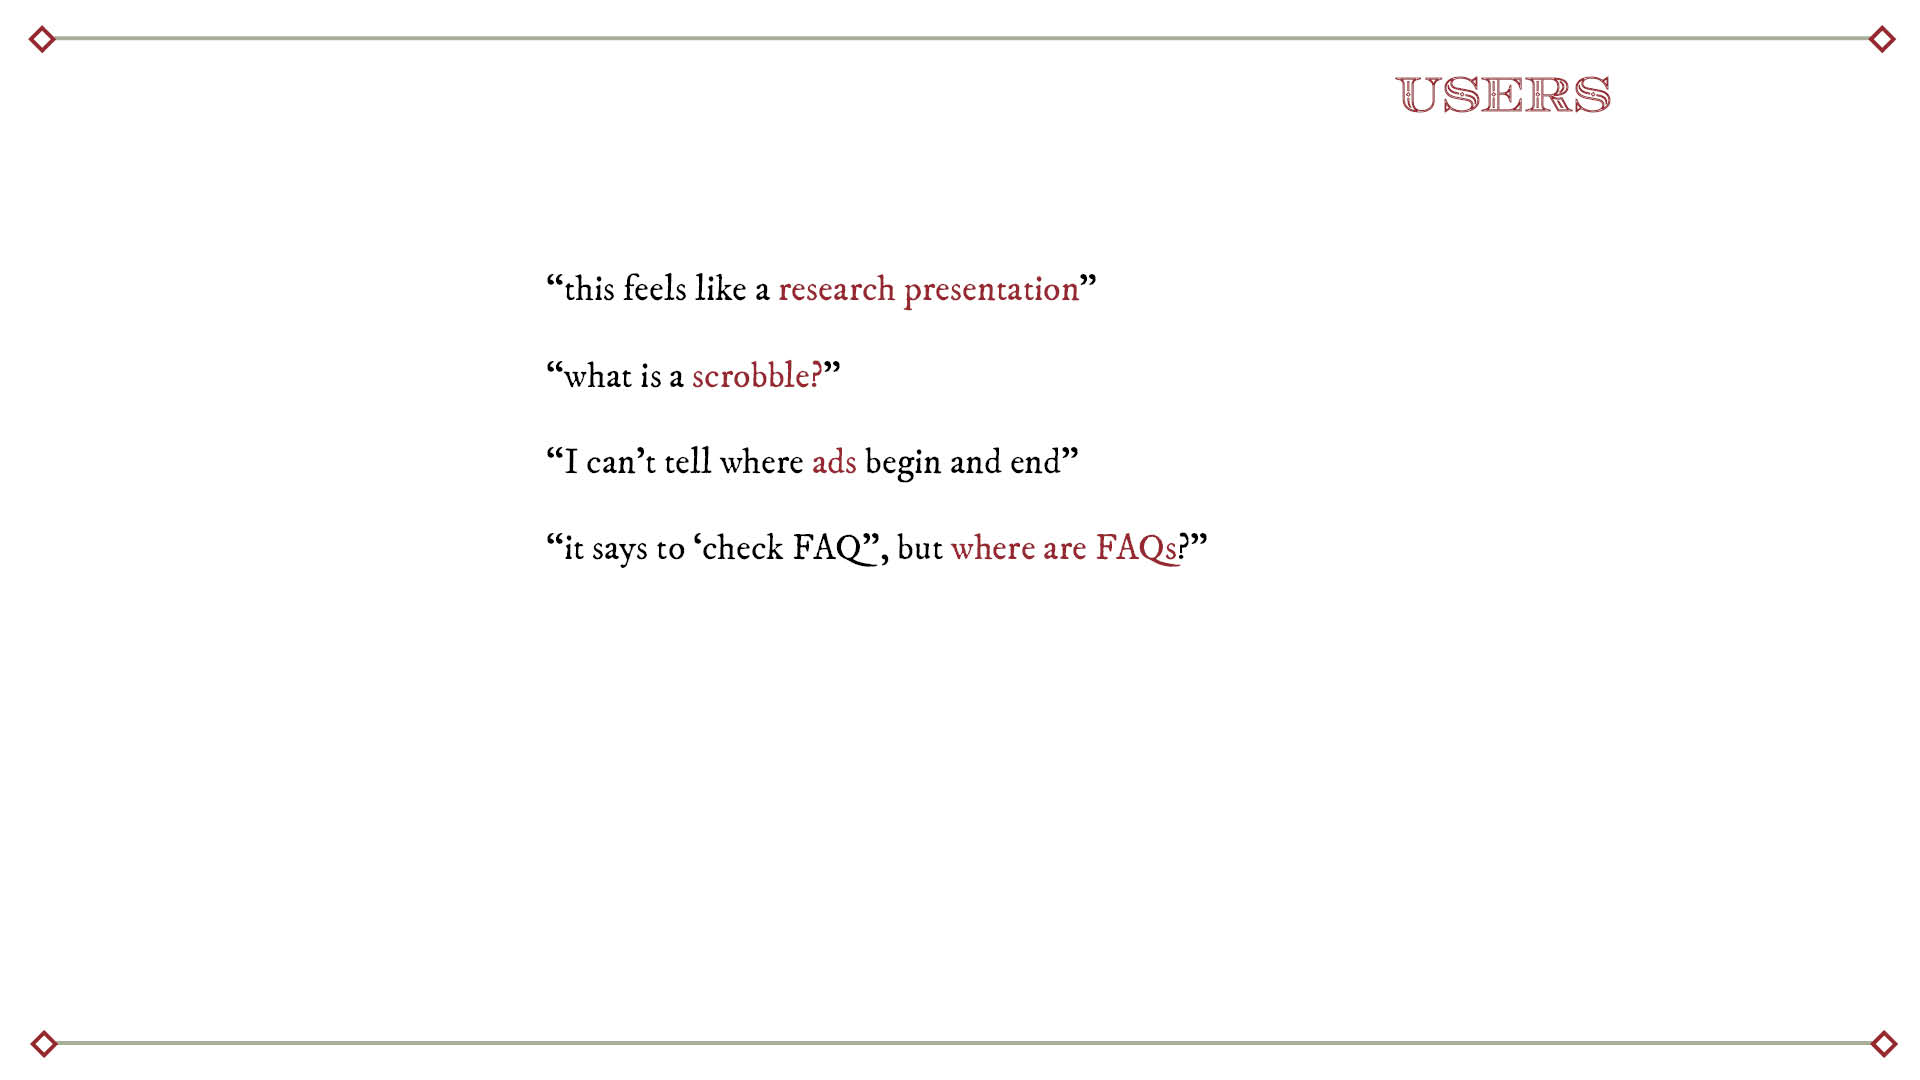 USERS
“this feels like a research presentation”
“what is a scrobble?”
“I can’t tell where ads begin and end”
“it says to ‘check FAQ”, but where are FAQs?”